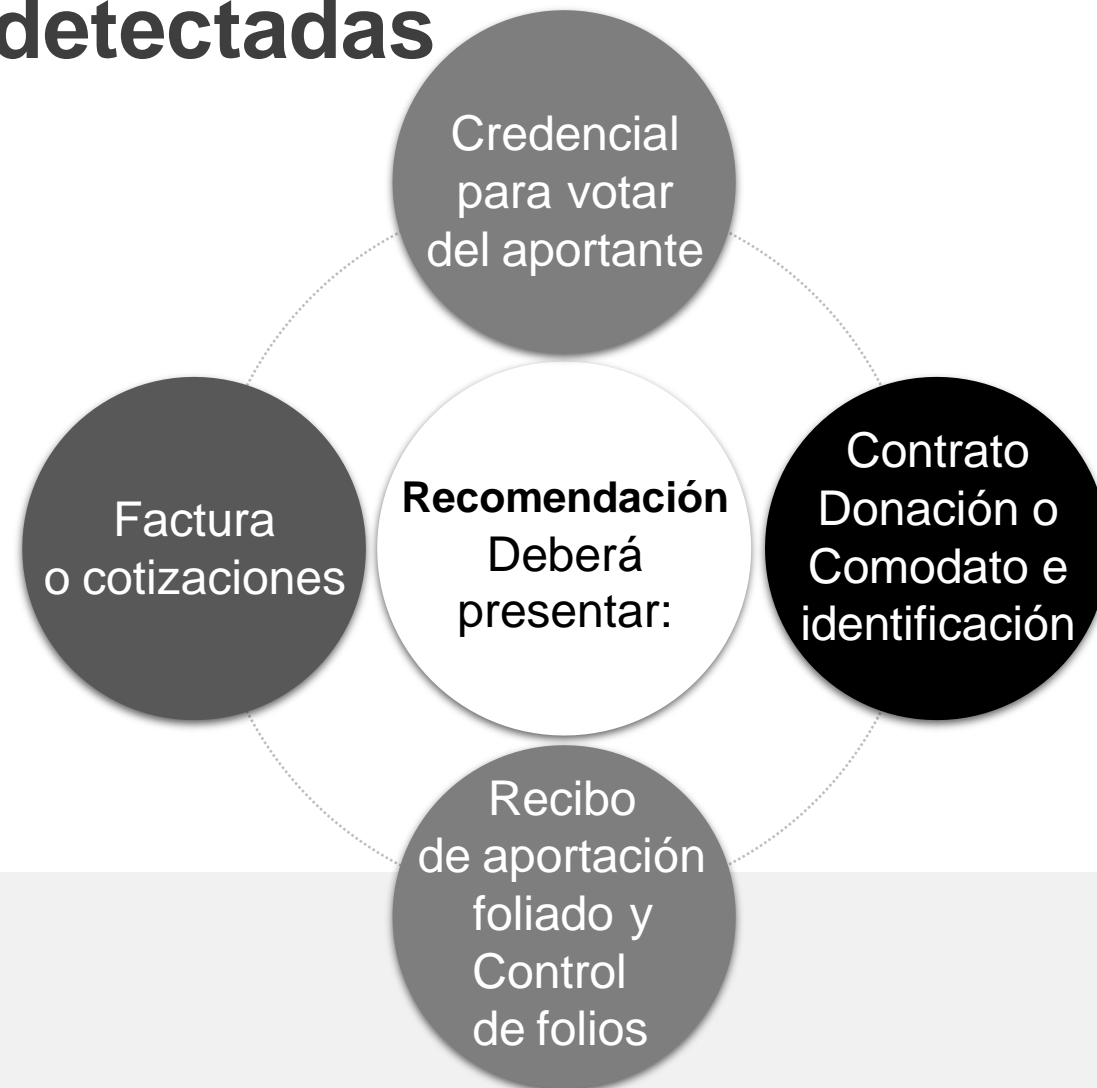 detectadas
Credencial
para votar
del aportante
Factura
o cotizaciones
Recomendación
Deberá
presentar:
Contrato
Donación o
Comodato e
identificación
Recibo
de aportación
foliado y
Control
de folios